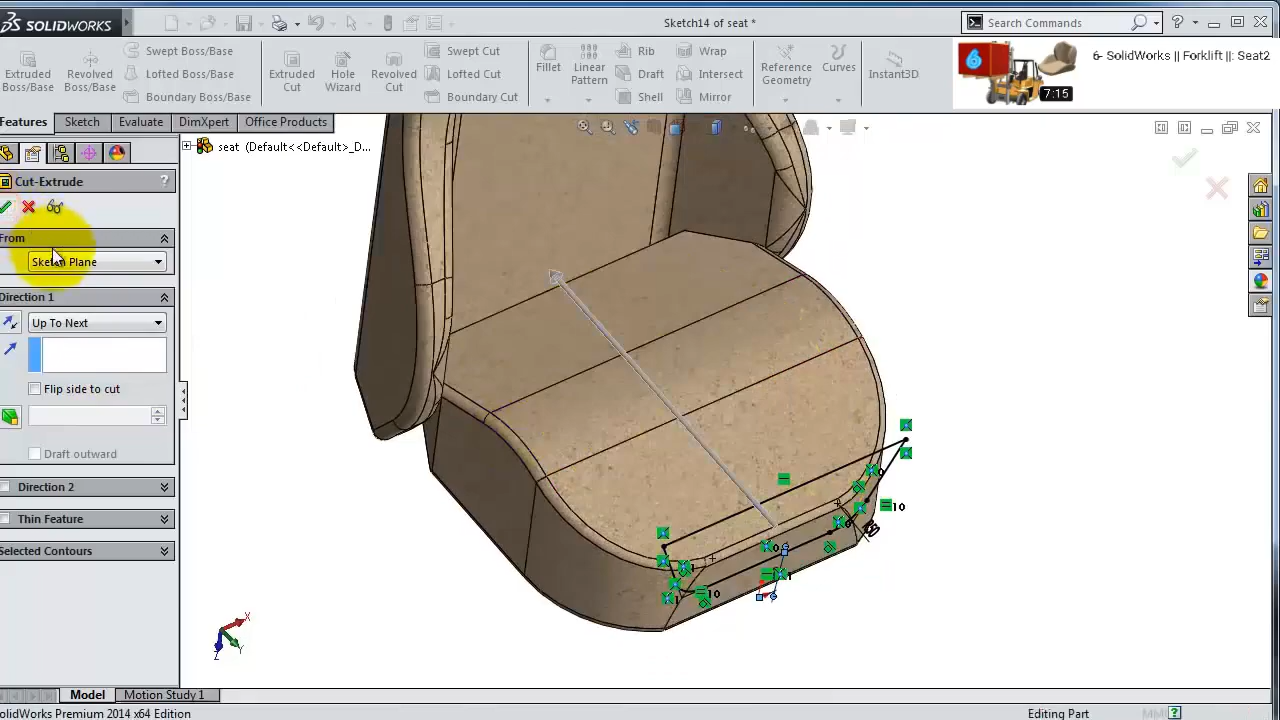 SOLIDWORKS
Sketch14 of seat *
Search Commands
?
Extruded Boss/Base
Revolved Boss/Base
Swept Boss/Base
Lofted Boss/Base
Boundary Boss/Base
Extruded Cut
Hole Wizard
Revolved Cut
Swept Cut
Lofted Cut
Boundary Cut
Fillet
Linear Pattern
Rib
Draft
Shell
Wrap
Intersect
Mirror
Reference Geometry
Curves
Instant3D
6
7:15
6- SolidWorks || Forklift ||: Seat2
Features
Sketch
Evaluate
DimXpert
Office Products
seat (Default<<Default>_D...
Cut-Extrude
?
From
Sketch Plane
Direction 1
Up To Next
Flip side to cut
Draft outward
Direction 2
Thin Feature
Selected Contours
10
10
X
Y
Z
Model
Motion Study 1
SolidWorks Premium 2014 x64 Edition
Editing Part
MMGS
?